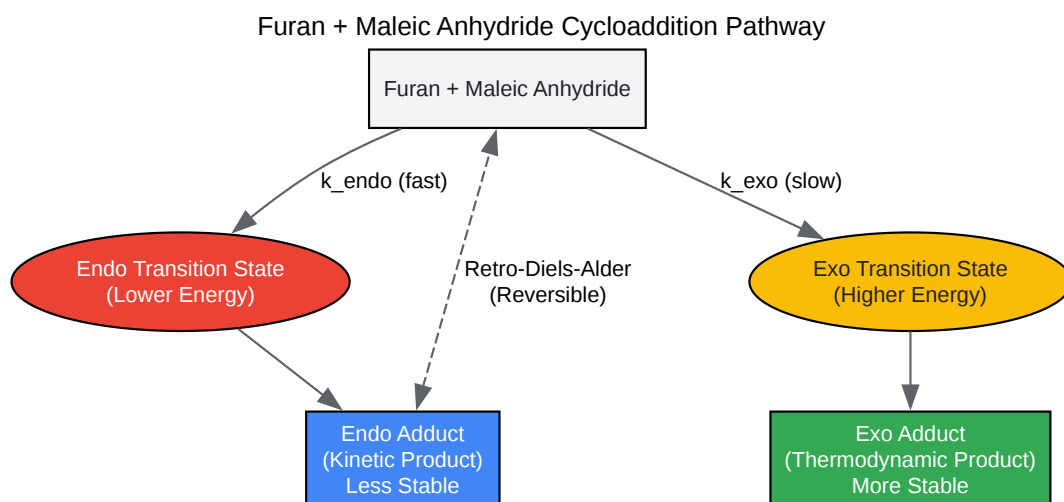 Furan + Maleic Anhydride Cycloaddition Pathway
Furan + Maleic Anhydride
k_endo (fast)
k_exo (slow)
Endo Transition State
(Lower Energy)
Retro-Diels-Alder
(Reversible)
Exo Transition State
(Higher Energy)
Endo Adduct
(Kinetic Product)
Less Stable
Exo Adduct
(Thermodynamic Product)
More Stable